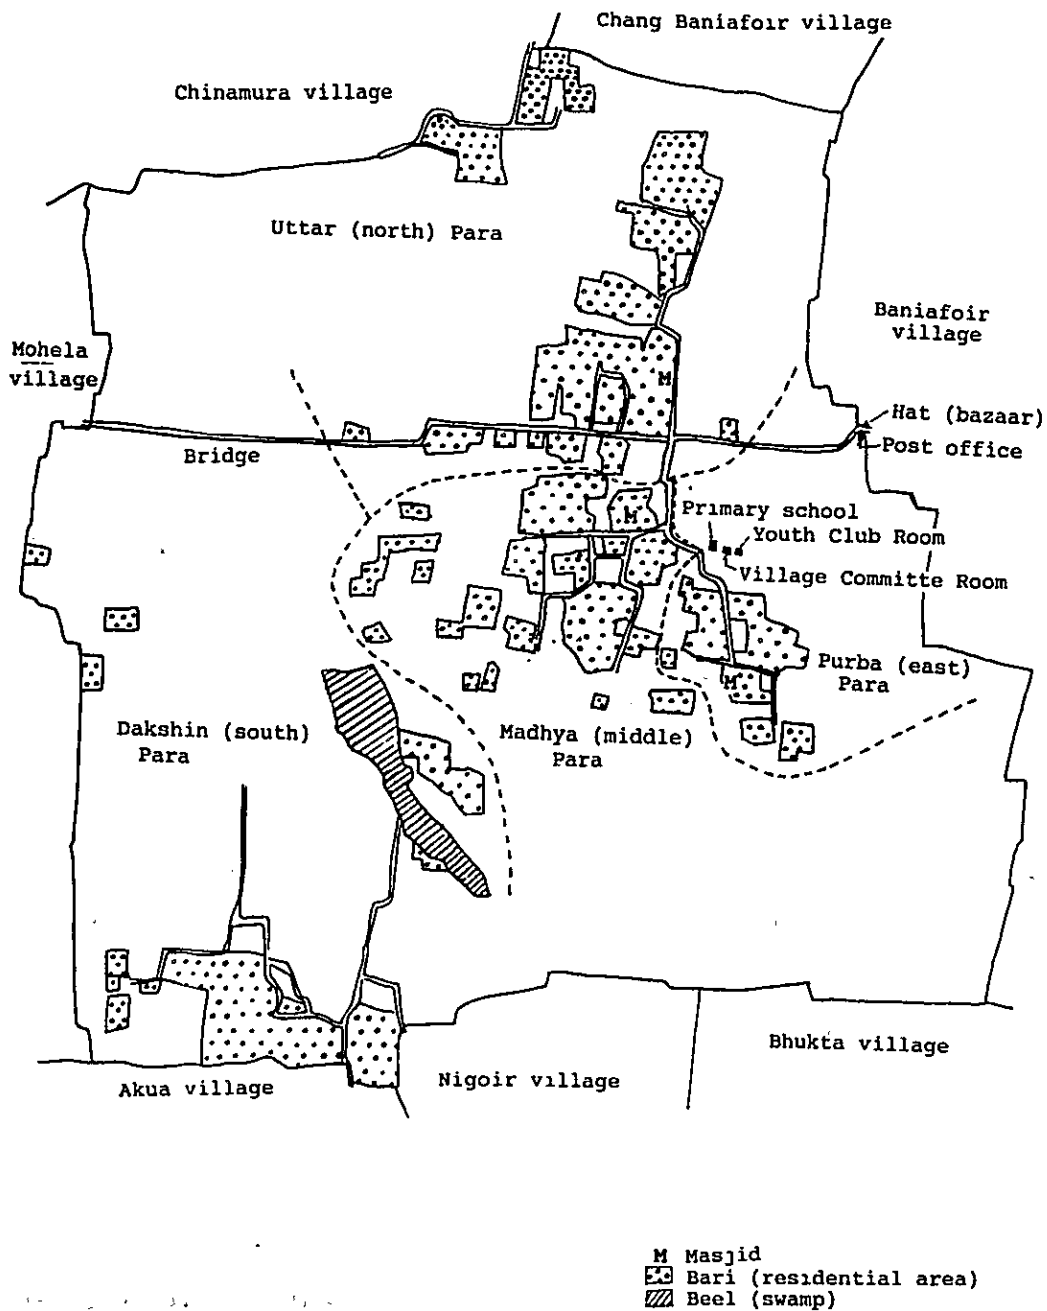 Chang Baniafoir village
Chinamura village
Uttar (north) Para
Baniafoir
village
Mohela
village
M
Hat (bazaar)
Post office
Bridge
Primary school
M
Youth Club Room
Village Committe Room
Purba (east)
Para
M
Dakshin (south)
Para
Madhya (middle)
Para
Bhukta village
Nigoir village
Akua village
M Masjid
Bari (residential area)
Beel (swamp)